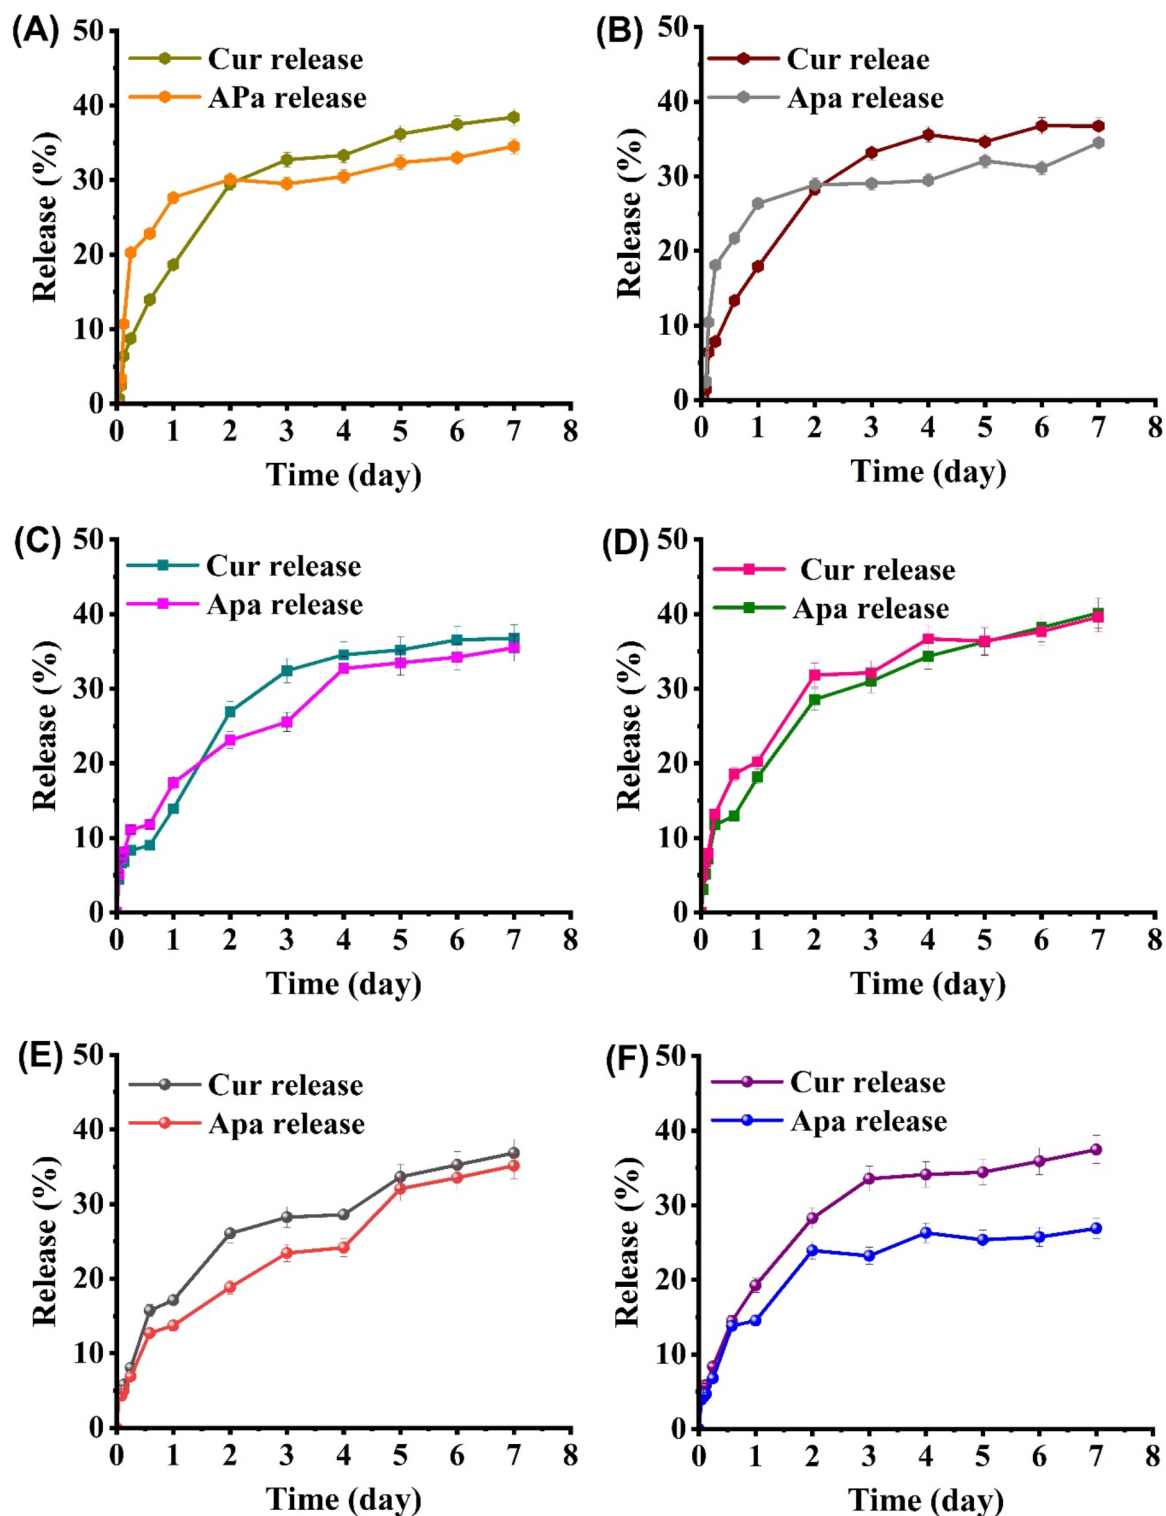 (A)
50
40
30
20
10
0
Release (%)
Cur release
APa release
0 1 2 3 4 5 6 7 8
Time (day)
(B)
50
40
30
20
10
0
Release (%)
Cur releae
Apa release
0 1 2 3 4 5 6 7 8
Time (day)
(C)
50
40
30
20
10
0
Release (%)
Cur release
Apa release
0 1 2 3 4 5 6 7 8
Time (day)
(D)
50
40
30
20
10
0
Release (%)
Cur release
Apa release
0 1 2 3 4 5 6 7 8
Time (day)
(E)
50
40
30
20
10
0
Release (%)
Cur release
Apa release
0 1 2 3 4 5 6 7 8
Time (day)
(F)
50
40
30
20
10
0
Release (%)
Cur release
Apa release
0 1 2 3 4 5 6 7 8
Time (day)